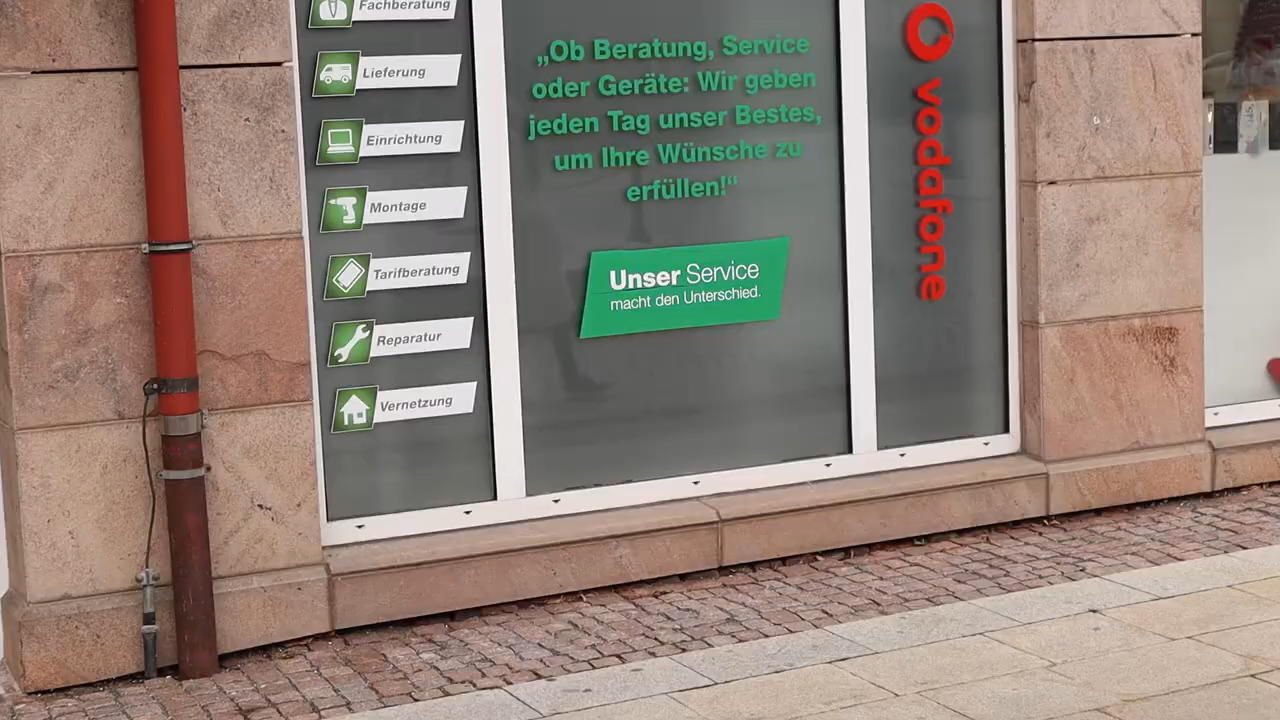 Fachberatung
Lieferung
Einrichtung
Montage
Tarifberatung
Reparatur
Vernetzung
„Ob Beratung, Service
oder Geräte: Wir geben
jeden Tag unser Bestes,
um Ihre Wünsche zu
erfüllen!“
Unser Service
macht den Unterschied.
vodafone